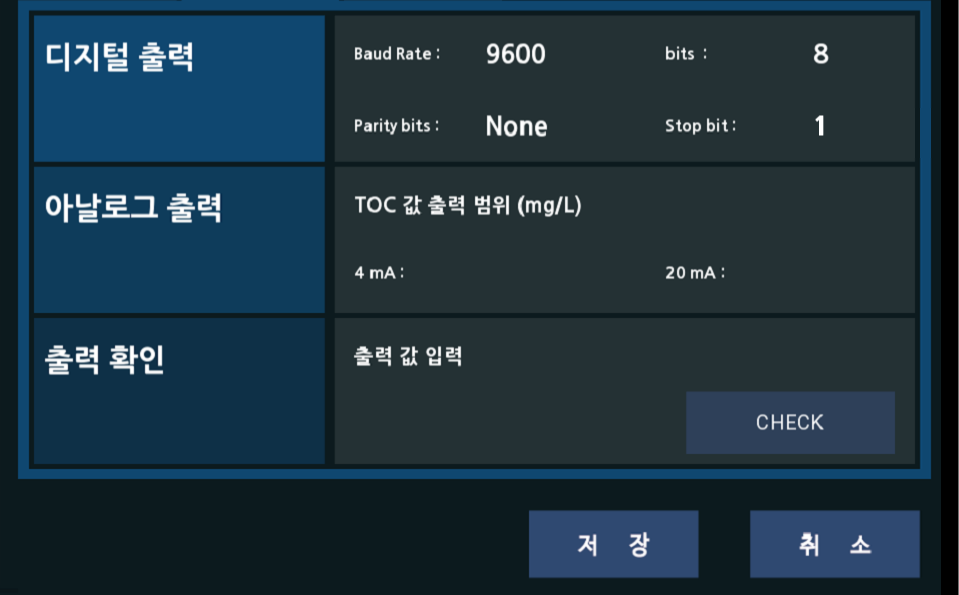 디지털 출력
Baud Rate : 9600 bits : 8
Parity bits : None Stop bit : 1
아날로그 출력
TOC 값 출력 범위 (mg/L)
4 mA : 20 mA :
출력 확인
출력 값 입력
CHECK
저 장 취 소